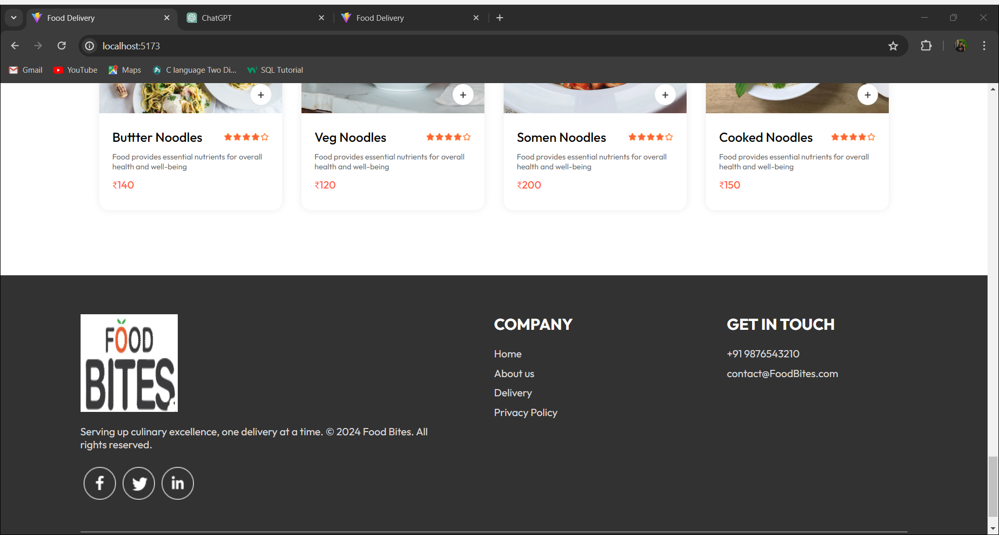 Food Delivery
ChatGPT
Food Delivery
localhost:5173
Gmail
YouTube
Maps
C language Two Di...
SQL Tutorial
Buttter Noodles
Food provides essential nutrients for overall
health and well-being
₹140
Veg Noodles
Food provides essential nutrients for overall
health and well-being
₹120
Somen Noodles
Food provides essential nutrients for overall
health and well-being
₹200
Cooked Noodles
Food provides essential nutrients for overall
health and well-being
₹150
FOOD
BITES
Serving up culinary excellence, one delivery at a time. © 2024 Food Bites. All
rights reserved.
COMPANY
Home
About us
Delivery
Privacy Policy
GET IN TOUCH
+91 9876543210
contact@FoodBites.com